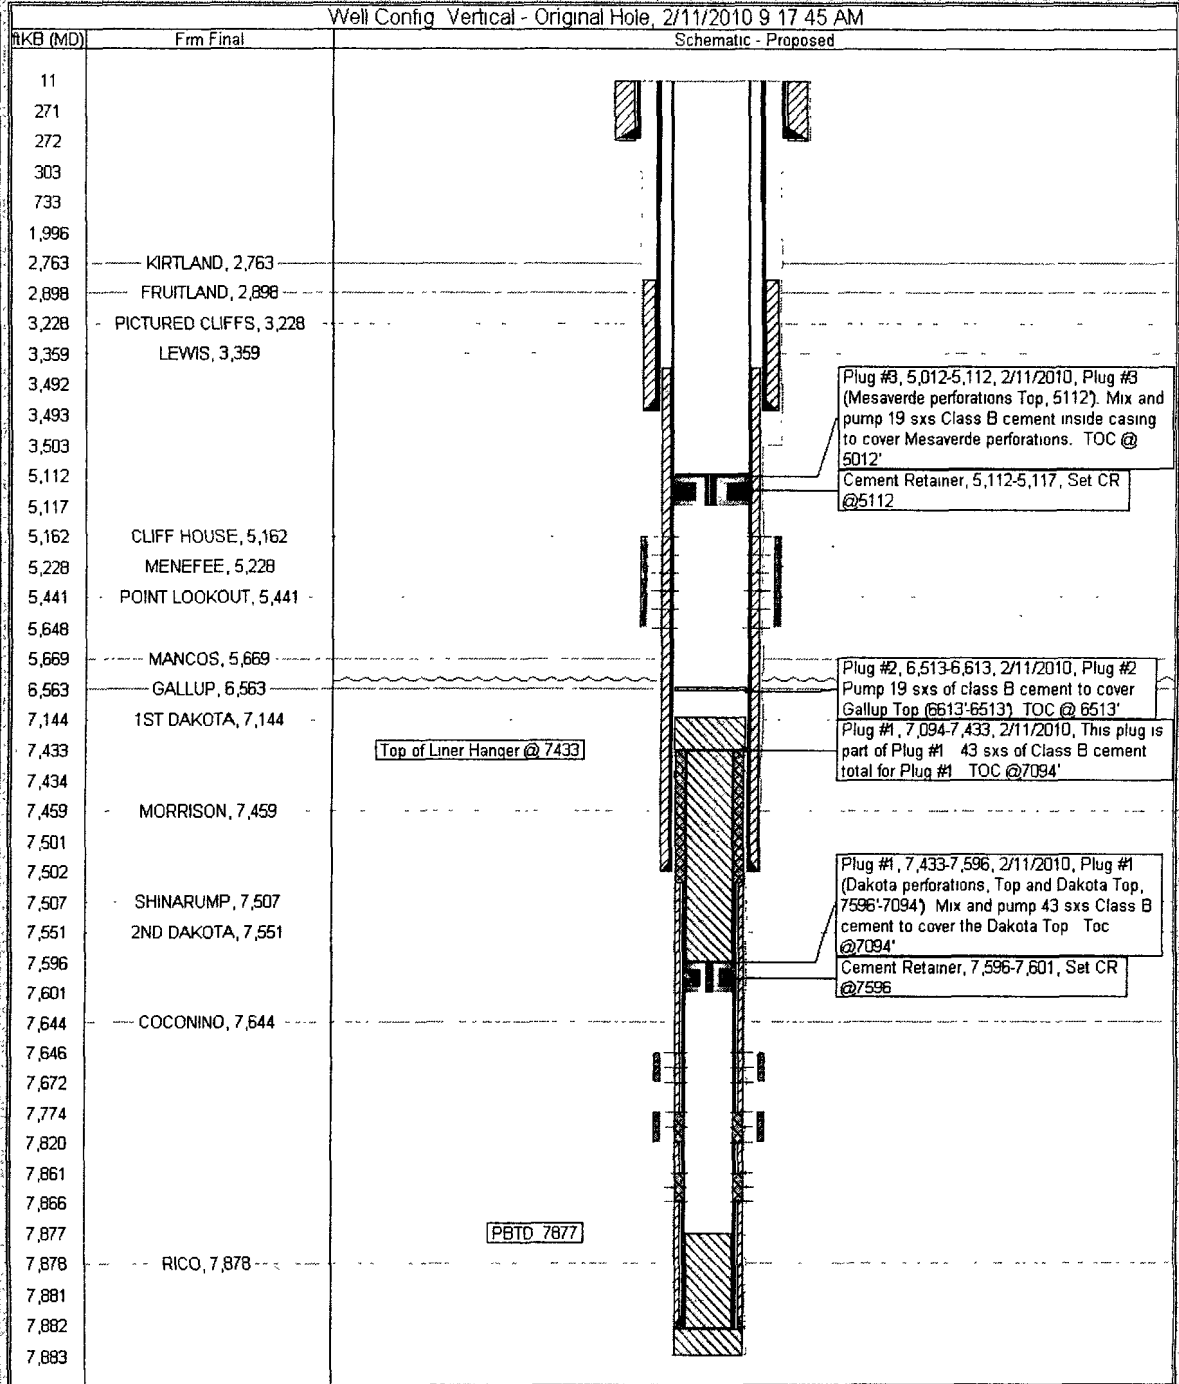 Well Config Vertical - Original Hole, 2/11/2010 9 17 45 AM
ftKB (MD)
Frm Final
Schematic - Proposed
11
271
272
303
733
1,996
2,763
KIRTLAND, 2,763
2,898
FRUITLAND, 2,898
3,228
PICTURED CLIFFS, 3,228
3,359
LEWIS, 3,359
3,492
3,493
3,503
Plug #3, 5,012-5,112, 2/11/2010, Plug #3
(Mesaverde perforations Top, 5112'). Mix and
pump 19 sxs Class B cement inside casing
to cover Mesaverde perforations. TOC @
5012'
5,112
Cement Retainer, 5,112-5,117, Set CR
@5112
5,117
5,162
CLIFF HOUSE, 5,162
5,228
MENEFEE, 5,228
5,441
POINT LOOKOUT, 5,441
5,648
5,669
MANCOS, 5,669
6,563
GALLUP, 6,563
Plug #2, 6,513-6,613, 2/11/2010, Plug #2
Pump 19 sxs of class B cement to cover
Gallup Top (6613'-6513') TOC @ 6513'
7,144
1ST DAKOTA, 7,144
Plug #1, 7,094-7,433, 2/11/2010, This plug is
part of Plug #1 43 sxs of Class B cement
total for Plug #1 TOC @7094'
7,433
Top of Liner Hanger @ 7433
7,434
7,459
MORRISON, 7,459
7,501
7,502
7,507
SHINARUMP, 7,507
7,551
2ND DAKOTA, 7,551
Plug #1, 7,433-7,596, 2/11/2010, Plug #1
(Dakota perforations, Top and Dakota Top,
7596'-7094') Mix and pump 43 sxs Class B
cement to cover the Dakota Top Toc
@7094'
7,596
Cement Retainer, 7,596-7,601, Set CR
@7596
7,601
7,644
COCONINO, 7,644
7,646
7,672
7,774
7,820
7,861
7,866
7,877
PBTD 7877
7,878
RICO, 7,878
7,881
7,882
7,883